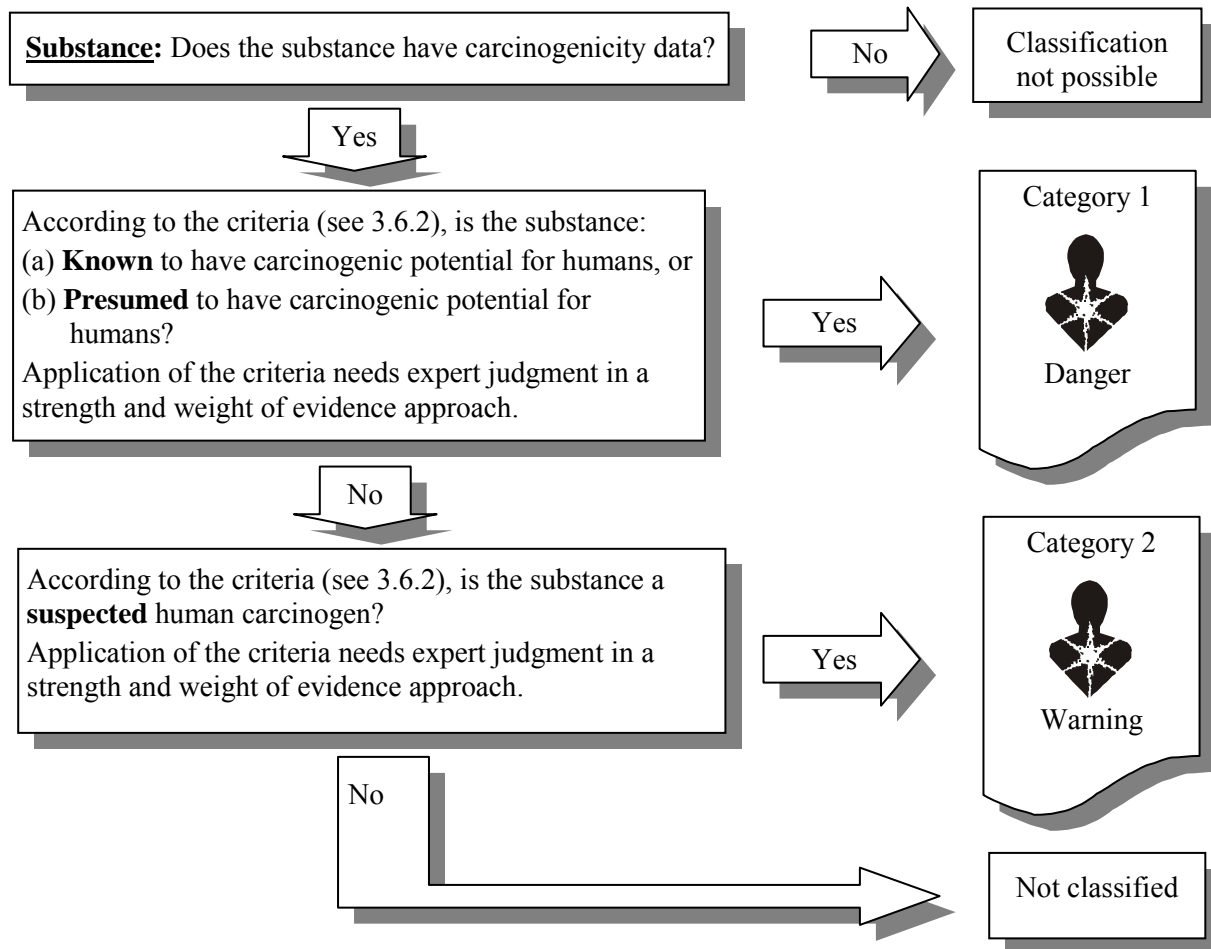 Substance: Does the substance have carcinogenicity data?
No
Classification
not possible
Yes
According to the criteria (see 3.6.2), is the substance:
(a) Known to have carcinogenic potential for humans, or
(b) Presumed to have carcinogenic potential for
humans?
Application of the criteria needs expert judgment in a
strength and weight of evidence approach.
Yes
Category 1
Danger
No
According to the criteria (see 3.6.2), is the substance a
suspected human carcinogen?
Application of the criteria needs expert judgment in a
strength and weight of evidence approach.
Yes
Category 2
Warning
No
Not classified